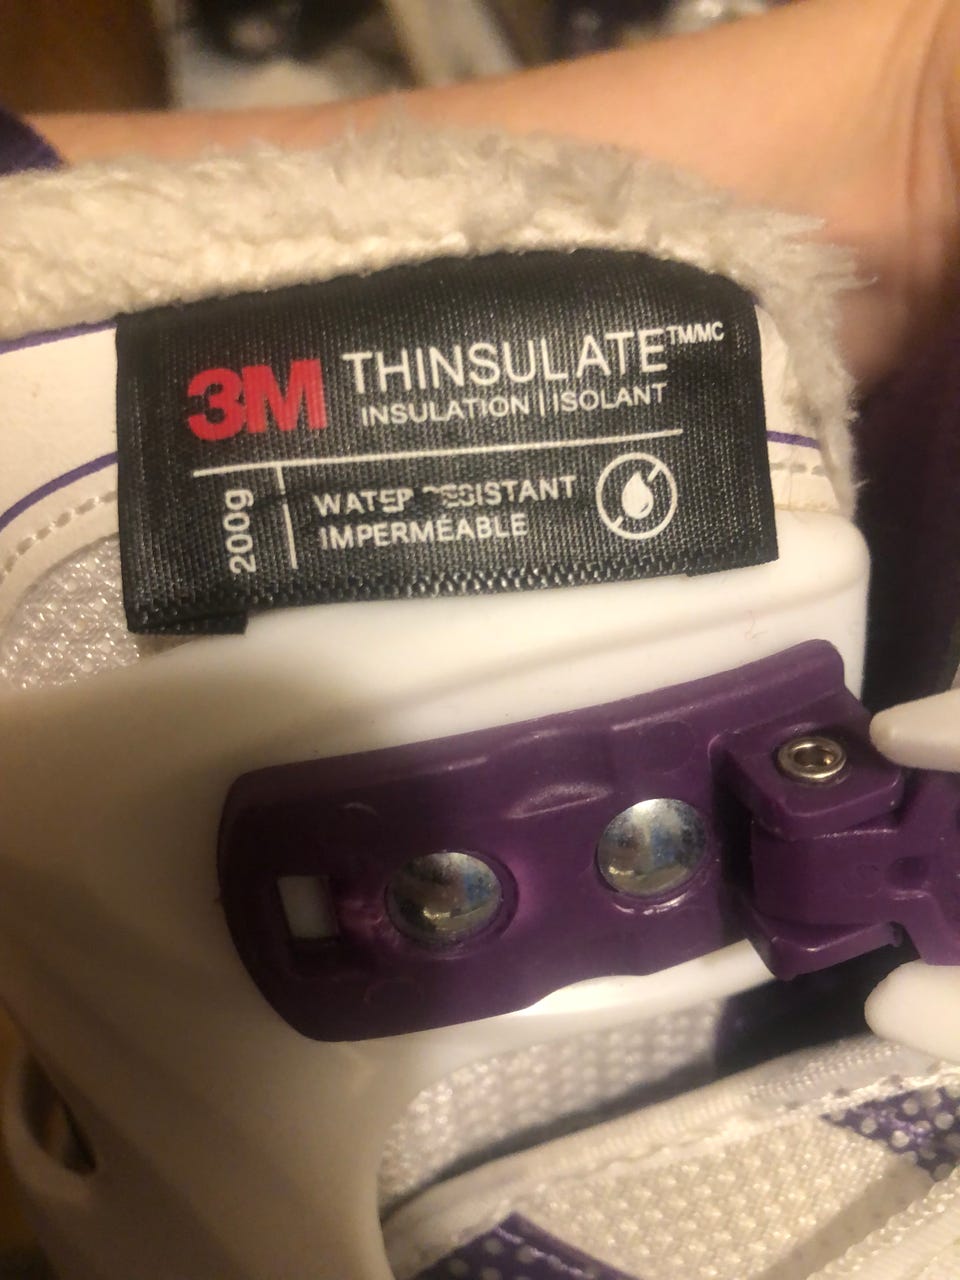 3M THINSULATE™/MC
INSULATION | ISOLANT
200g
WATER RESISTANT
IMPERMÉABLE